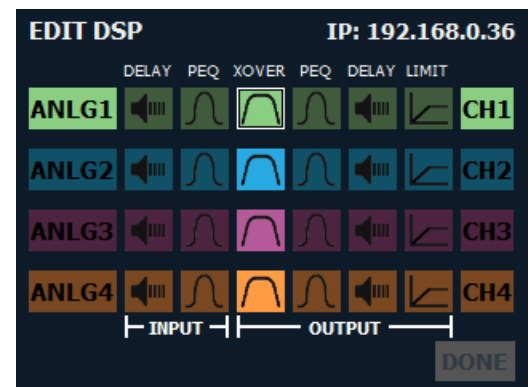 EDIT DSP IP: 192.168.0.36
DELAY PEQ XOVER PEQ DELAY LIMIT
ANLG1 CH1
ANLG2 CH2
ANLG3 CH3
ANLG4 CH4
INPUT OUTPUT
DONE